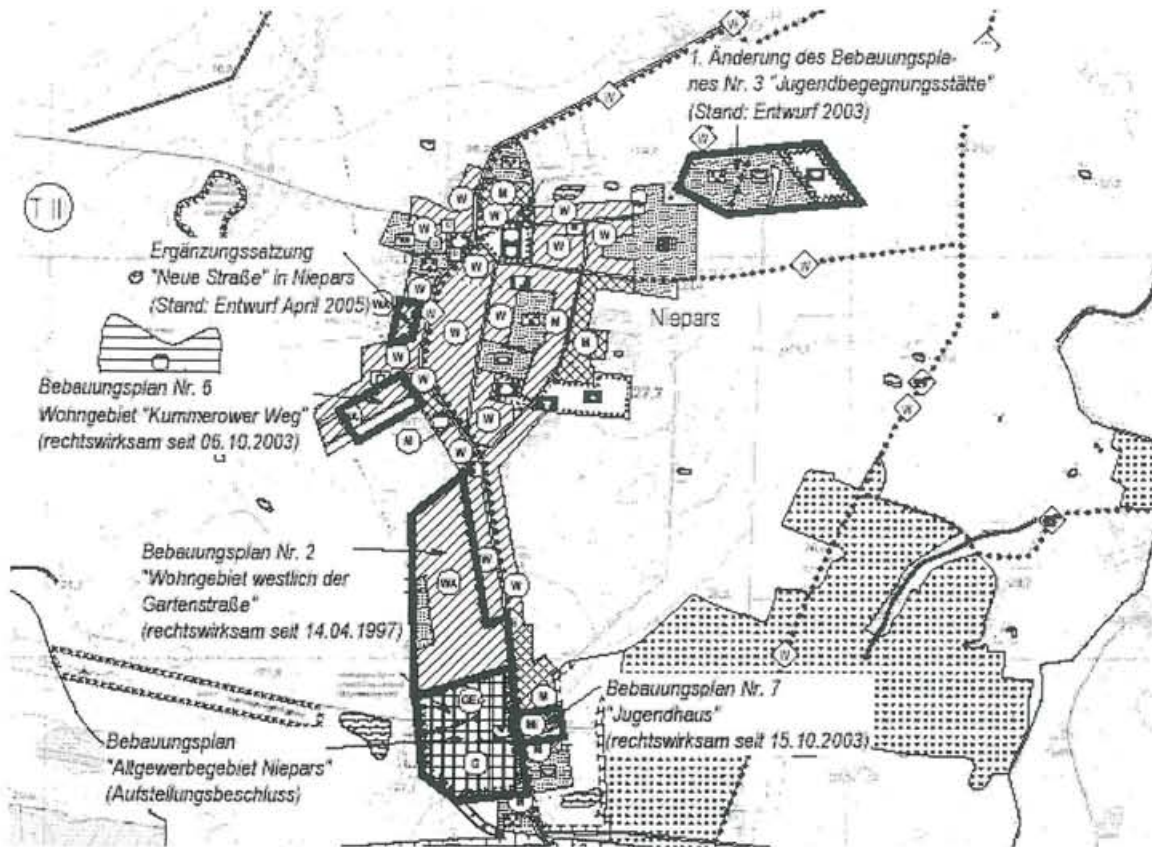 1. Änderung des Bebauungspla-
nes Nr. 3 "Jugendbegegnungsstätte"
(Stand: Entwurf 2003)
T II
Ergänzungssatzung
"Neue Straße" in Niepars
(Stand: Entwurf April 2005)
Niepars
Bebauungsplan Nr. 6
Wohngebiet "Kummerower Weg"
(rechtswirksam seit 06.10.2003)
Bebauungsplan Nr. 2
"Wohngebiet westlich der
Gartenstraße"
(rechtswirksam seit 14.04.1997)
WA
Bebauungsplan Nr. 7
"Jugendhaus"
(rechtswirksam seit 15.10.2003)
Bebauungsplan
"Altgewerbegebiet Niepars"
(Aufstellungsbeschluss)
W
M
G